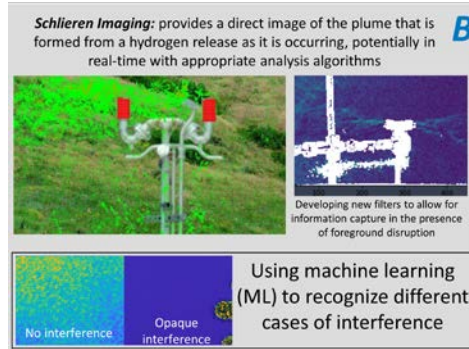 Schlieren Imaging: provides a direct image of the plume that is
B
formed from a hydrogen release as it is occurring, potentially in
real-time with appropriate analysis algorithms
Developing new filters to allow for
information capture in the presence
of foreground disruption
No interference
Opaque
interference
Using machine learning
(ML) to recognize different
cases of interference